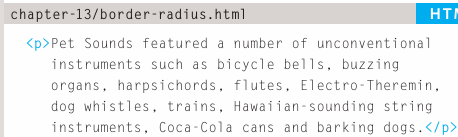 chapter-13/border-radius.html HTM
<p>Pet Sounds featured a number of unconventional
instruments such as bicycle bells, buzzing
organs, harpsichords, flutes, Electro-Theremin,
dog whistles, trains, Hawaiian-sounding string
instruments, Coca-Cola cans and barking dogs.</p>